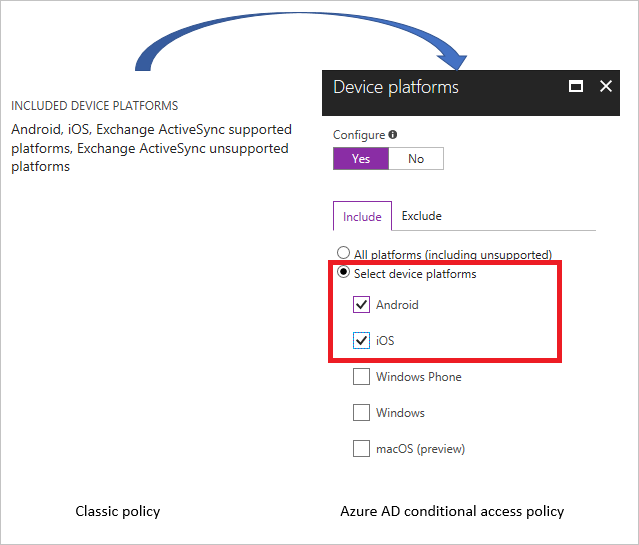 INCLUDED DEVICE PLATFORMS
Android, iOS, Exchange ActiveSync supported
platforms, Exchange ActiveSync unsupported
platforms
Device platforms
Configure
Yes No
Include Exclude
All platforms (including unsupported)
Select device platforms
Android
iOS
Windows Phone
Windows
macOS (preview)
Classic policy
Azure AD conditional access policy